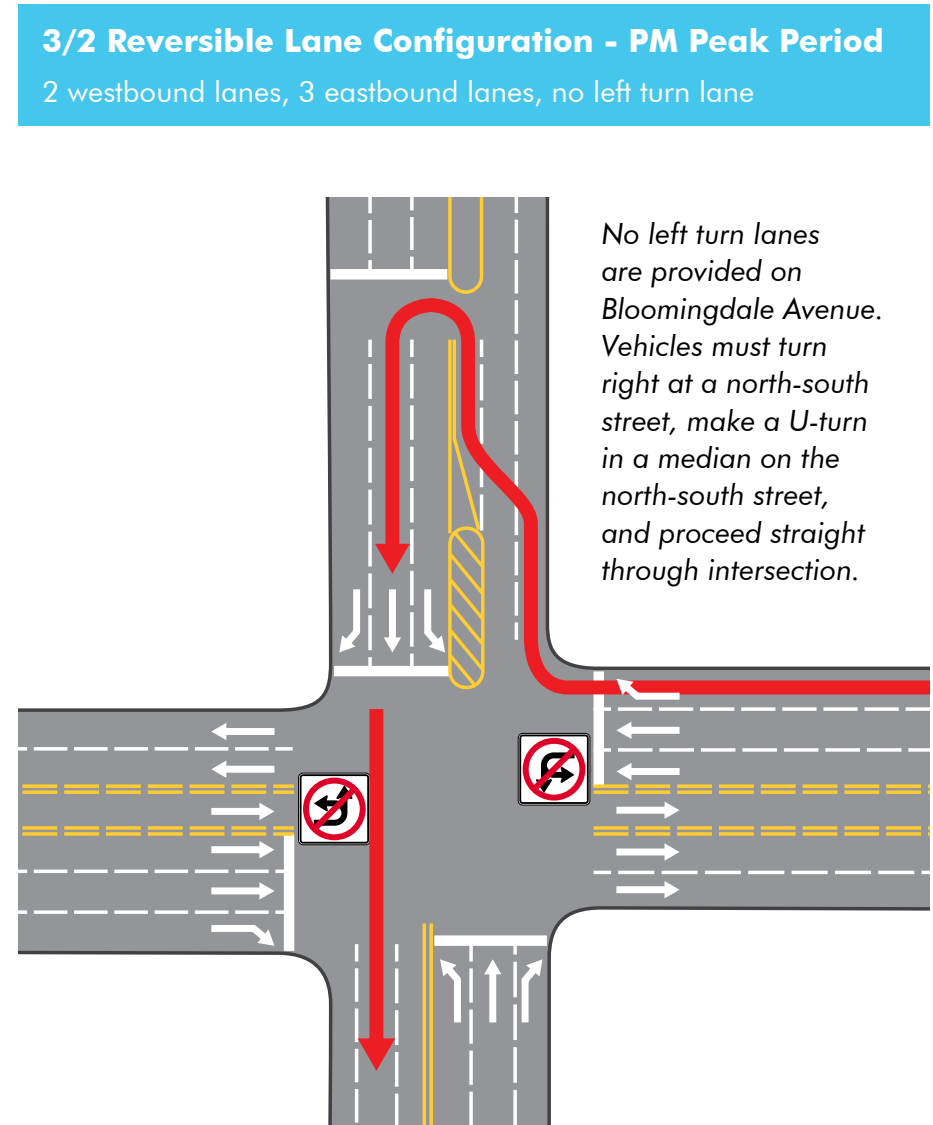 3/2 Reversible Lane Configuration - PM Peak Period
2 westbound lanes, 3 eastbound lanes, no left turn lane
No left turn lanes
are provided on
Bloomingdale Avenue.
Vehicles must turn
right at a north-south
street, make a U-turn
in a median on the
north-south street,
and proceed straight
through intersection.